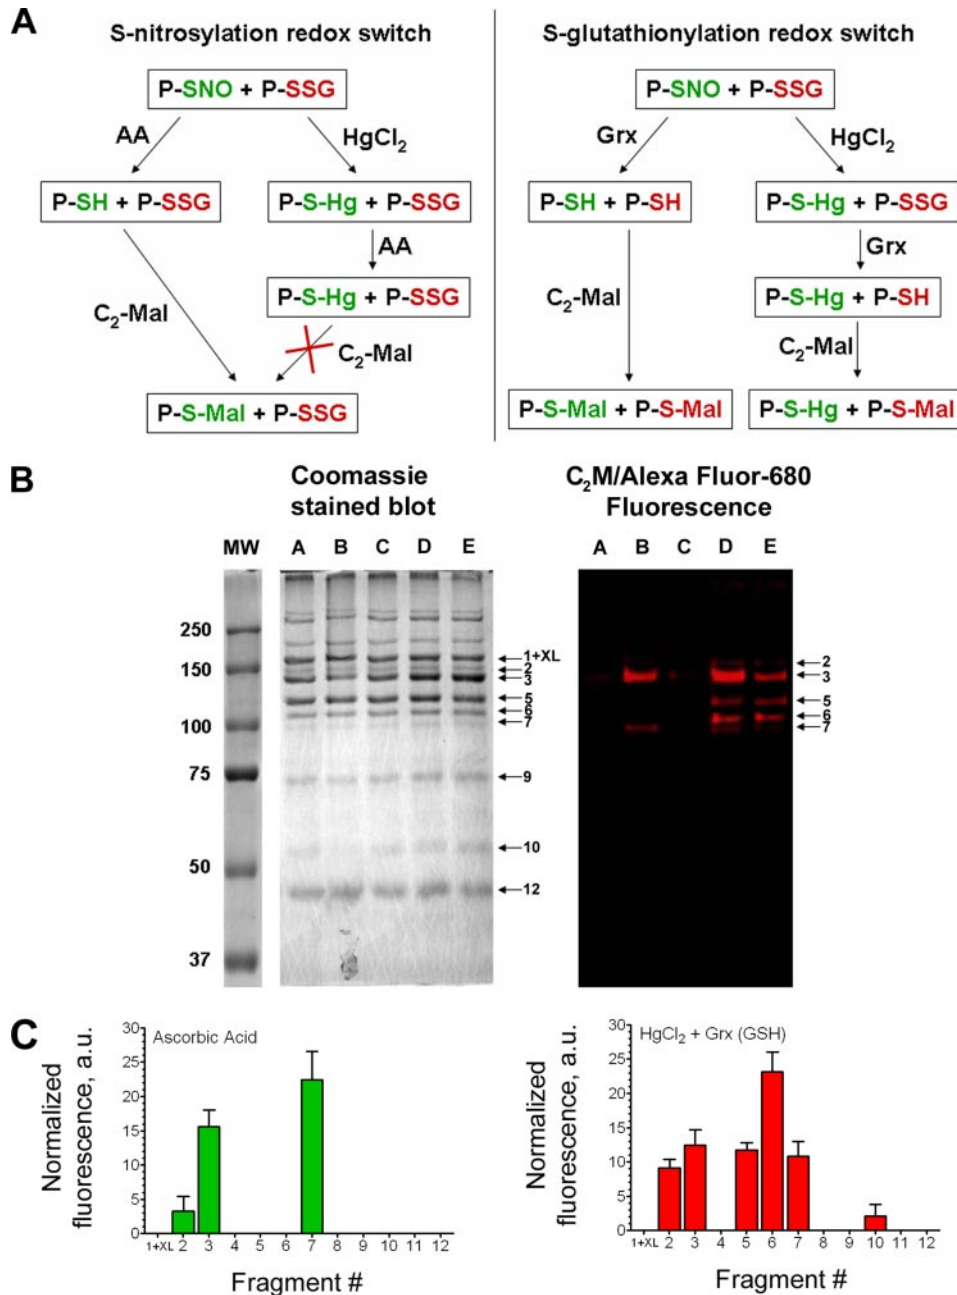 A
S-nitrosylation redox switch
P-SNO + P-SSG
AA
HgCl₂
P-SH + P-SSG
P-S-Hg + P-SSG
AA
P-S-Hg + P-SSG
C₂-Mal
C₂-Mal
P-S-Mal + P-SSG
S-glutathionylation redox switch
P-SNO + P-SSG
Grx
HgCl₂
P-SH + P-SH
P-S-Hg + P-SSG
Grx
P-S-Hg + P-SH
C₂-Mal
C₂-Mal
P-S-Mal + P-S-Mal
P-S-Hg + P-S-Mal
B
Coomassie
stained blot
MW
A B C D E
250
150
100
75
50
37
1+XL
2
3
5
6
7
9
10
12
C₂M/Alexa Fluor-680
Fluorescence
A B C D E
2
3
5
6
7
C
Normalized
fluorescence, a.u.
30
25
20
15
10
5
0
Ascorbic Acid
1+XL 2 3 4 5 6 7 8 9 10 11 12
Fragment #
Normalized
fluorescence, a.u.
30
25
20
15
10
5
0
HgCl₂ + Grx (GSH)
1+XL 2 3 4 5 6 7 8 9 10 11 12
Fragment #